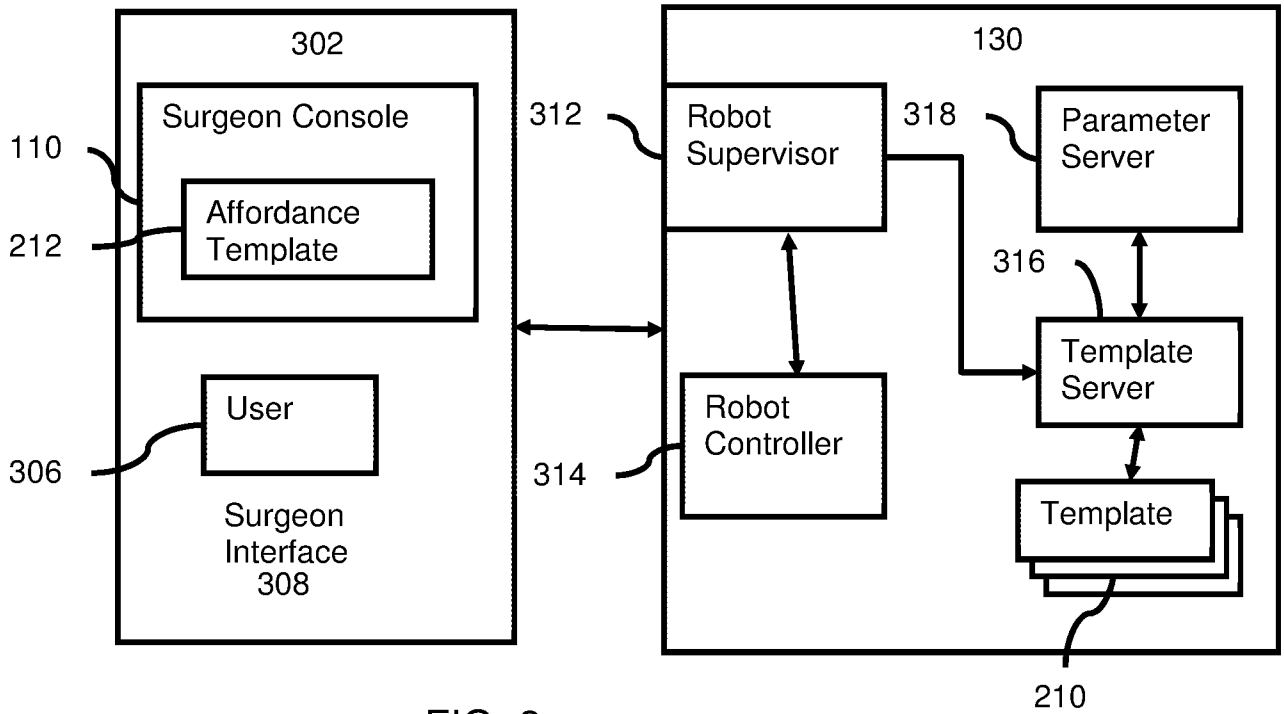 302
130
Surgeon Console
110
Affordance
Template
212
User
306
Surgeon
Interface
308
312
Robot
Supervisor
318
Parameter
Server
316
Template
Server
314
Robot
Controller
Template
210